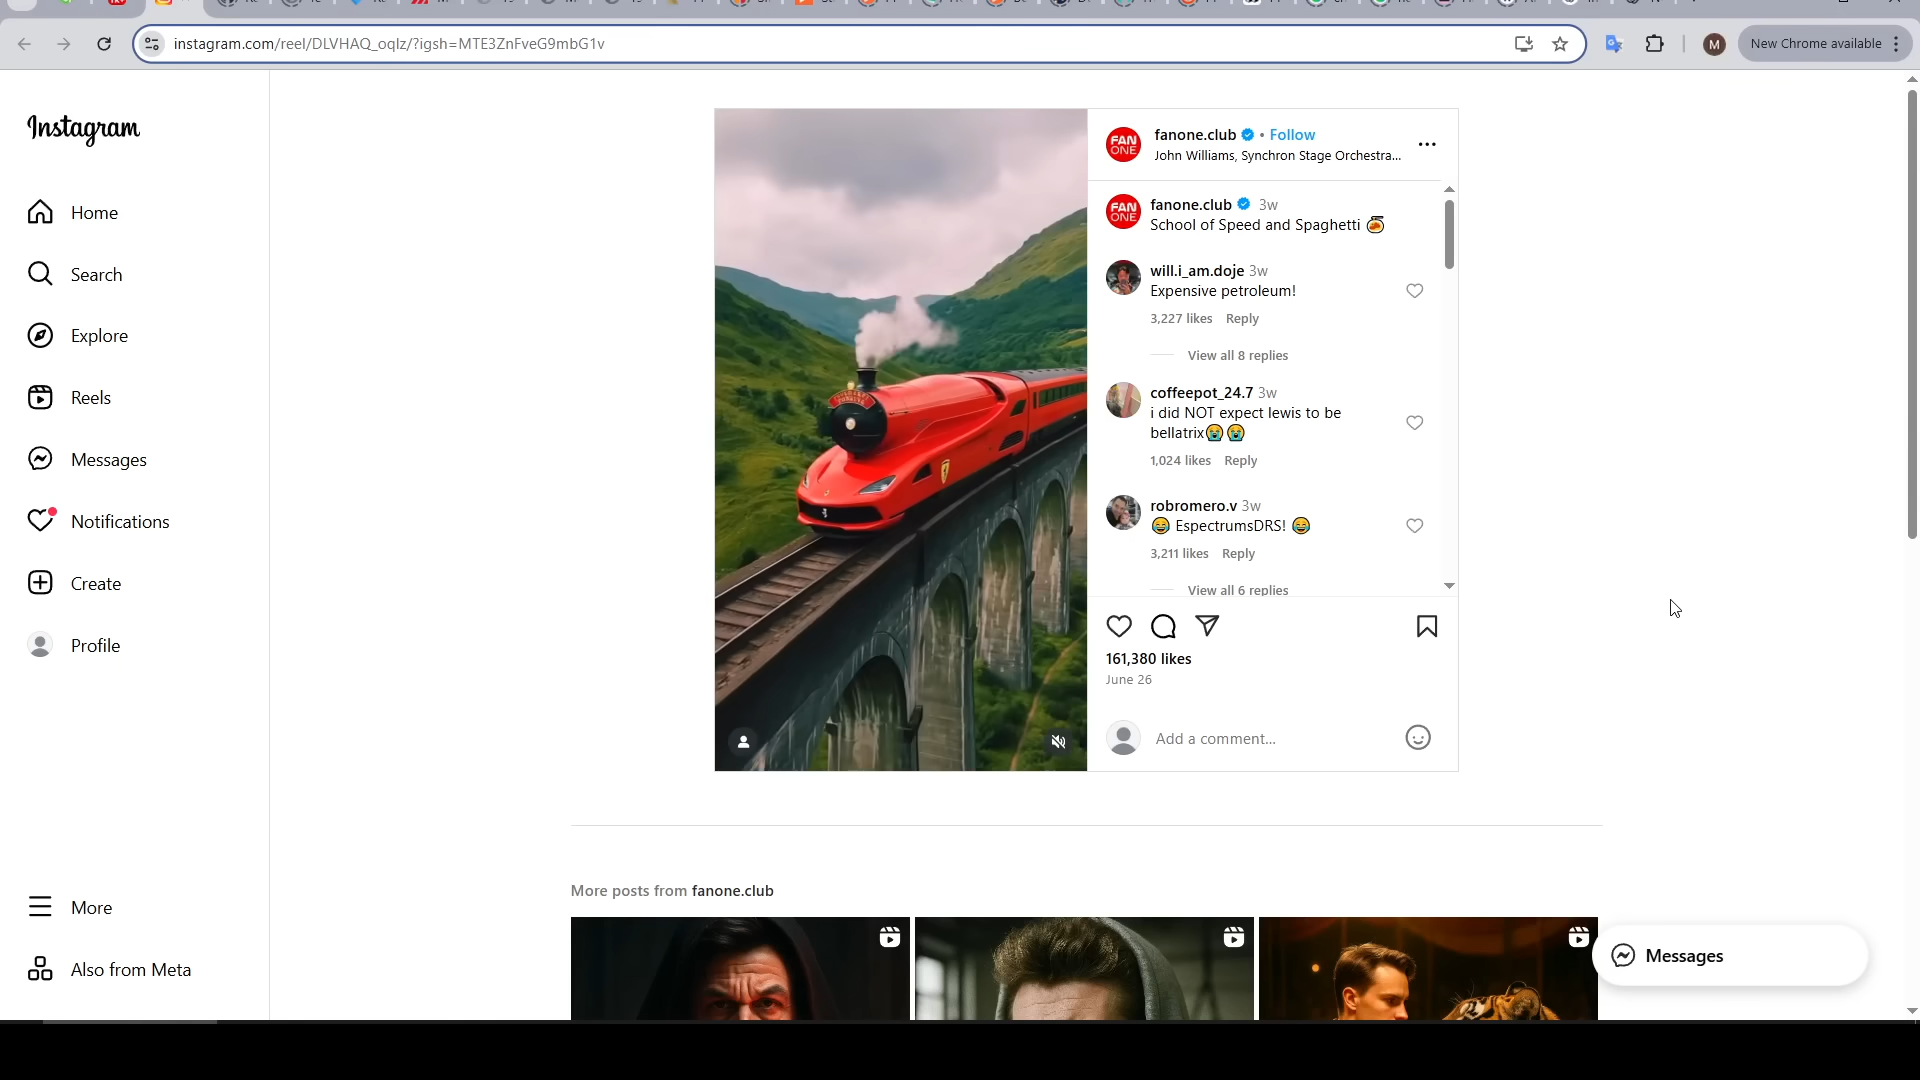 instagram.com/reel/DLVHAQ_oqlz/?igsh=MTE3ZnFveG9mbG1v
M
New Chrome available
Instagram
Home
Search
Explore
Reels
Messages
Notifications
Create
Profile
More
Also from Meta
FAN ONE
fanone.club • Follow
John Williams, Synchron Stage Orchestra...
FAN ONE
fanone.club 3w
School of Speed and Spaghetti 🍝
will.i_am.doje 3w
Expensive petroleum!
3,227 likes Reply
View all 8 replies
coffeepot_24.7 3w
i did NOT expect lewis to be
bellatrix😭😭
1,024 likes Reply
robromero.v 3w
😂 EspectrumsDRS! 😂
3,211 likes Reply
View all 6 replies
161,380 likes
June 26
Add a comment...
More posts from fanone.club
Messages